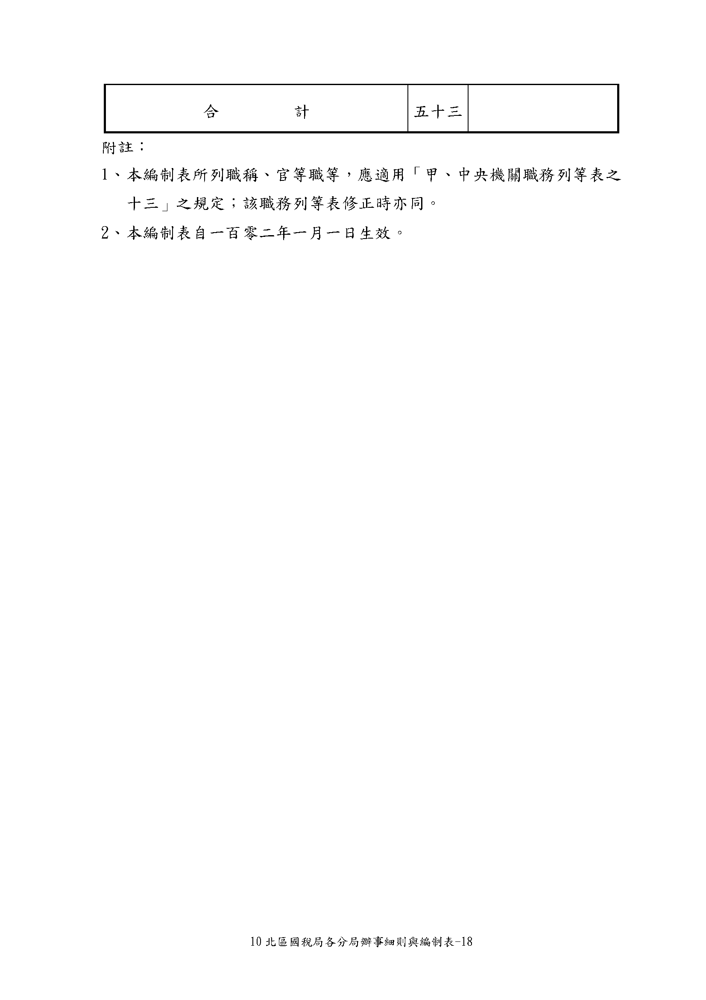 合計 五十三
附註：
1、本編制表所列職稱、官等職等，應適用「甲、中央機關職務列等表之
十三」之規定；該職務列等表修正時亦同。
2、本編制表自一百零二年一月一日生效。
10 北區國稅局各分局辦事細則與編制表-18